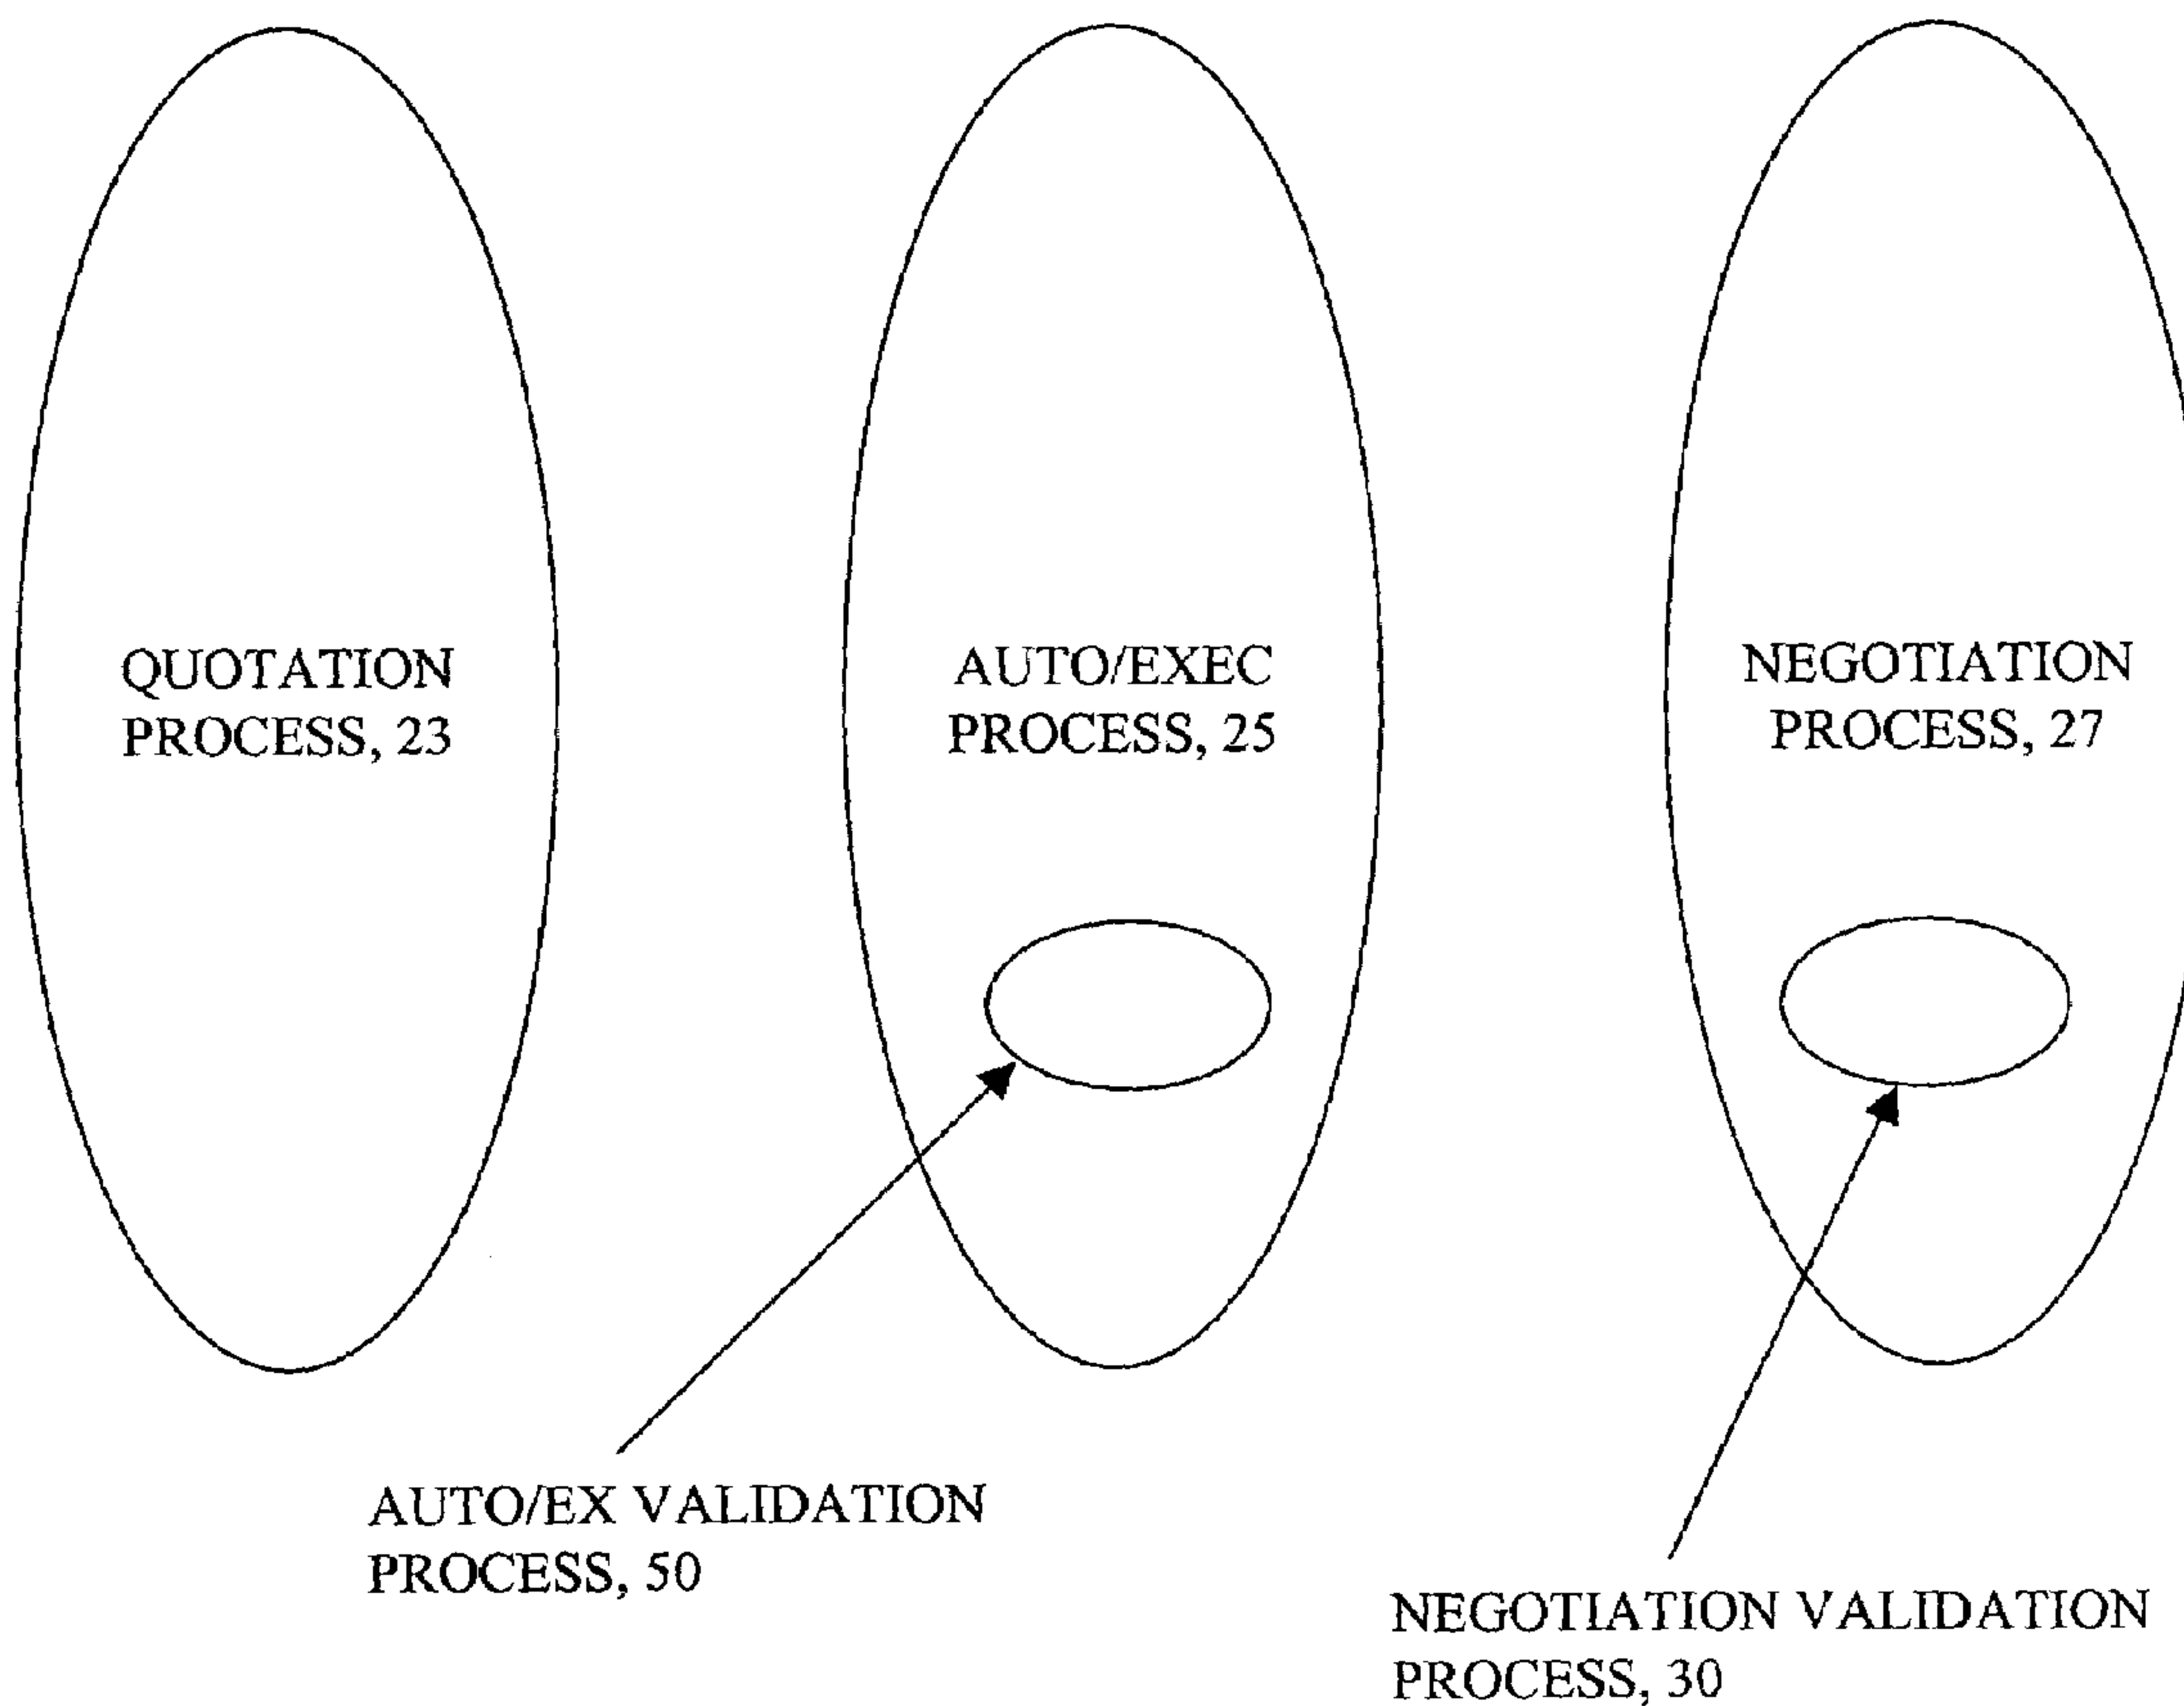 QUOTATION
PROCESS, 23
AUTO/EXEC
PROCESS, 25
NEGOTIATION
PROCESS, 27
AUTO/EX VALIDATION
PROCESS, 50
NEGOTIATION VALIDATION
PROCESS, 30